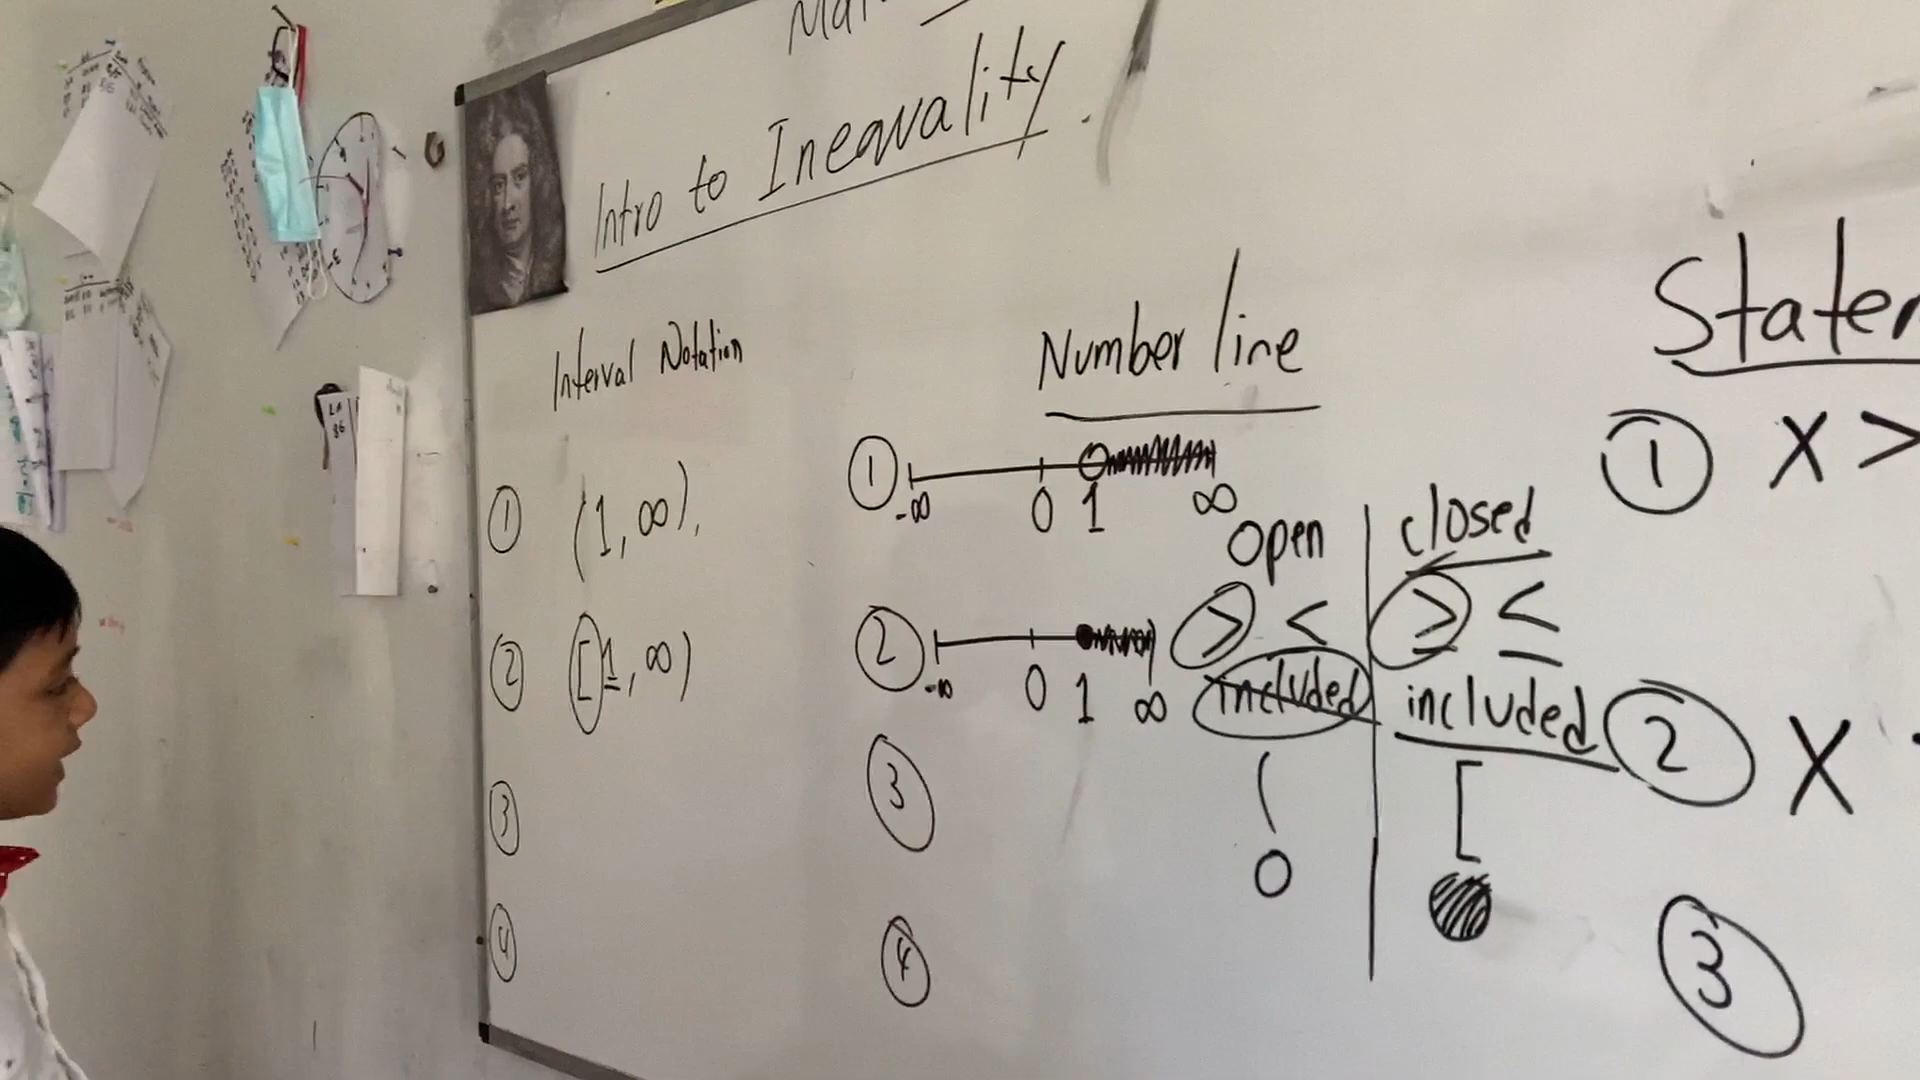 Intro to Inequality.
Interval Notation
① (1, ∞),
② [1, ∞)
③
④
Number line
①
-∞ 0 1 ∞
②
-∞ 0 1 ∞
③
④
open closed
> < ≥ ≤
included included
( [
① X >
② X
③